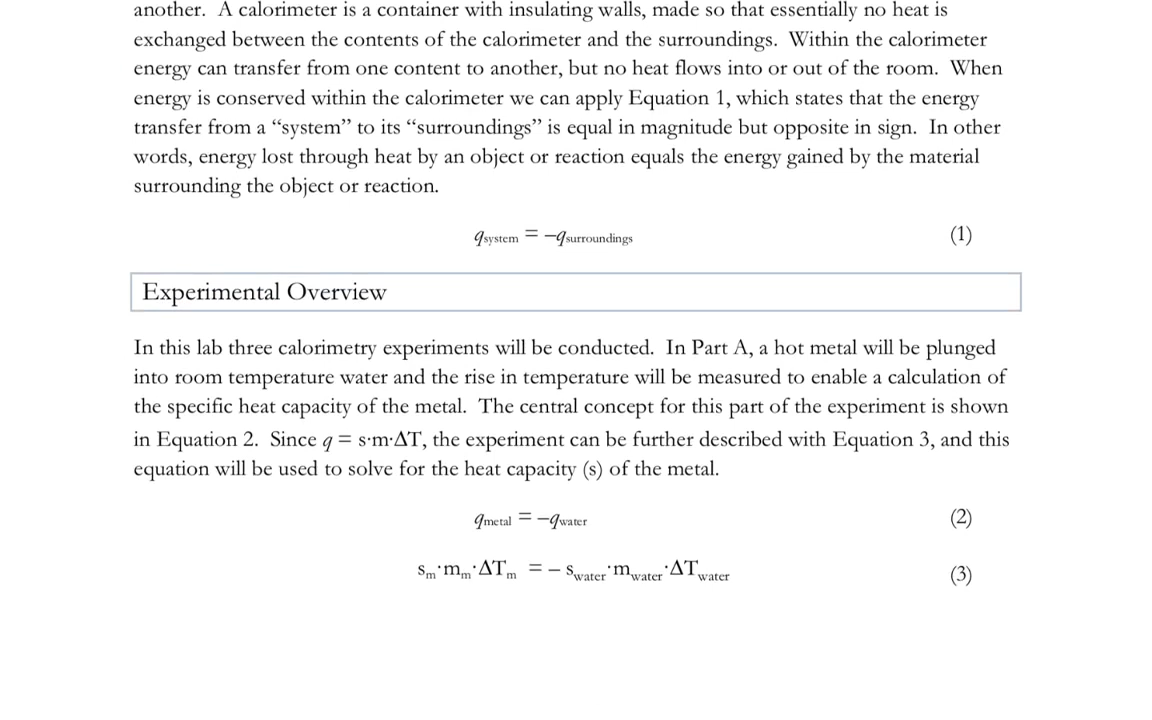 another.  A calorimeter is a container with insulating walls, made so that essentially no heat is
exchanged between the contents of the calorimeter and the surroundings.  Within the calorimeter
energy can transfer from one content to another, but no heat flows into or out of the room.  When
energy is conserved within the calorimeter we can apply Equation 1, which states that the energy
transfer from a “system” to its “surroundings” is equal in magnitude but opposite in sign.  In other
words, energy lost through heat by an object or reaction equals the energy gained by the material
surrounding the object or reaction.
qsystem = −qsurroundings (1)
Experimental Overview
In this lab three calorimetry experiments will be conducted.  In Part A, a hot metal will be plunged
into room temperature water and the rise in temperature will be measured to enable a calculation of
the specific heat capacity of the metal.  The central concept for this part of the experiment is shown
in Equation 2.  Since q = s·m·ΔT, the experiment can be further described with Equation 3, and this
equation will be used to solve for the heat capacity (s) of the metal.
qmetal = −qwater (2)
sm·mm·ΔTm = − swater·mwater·ΔTwater (3)